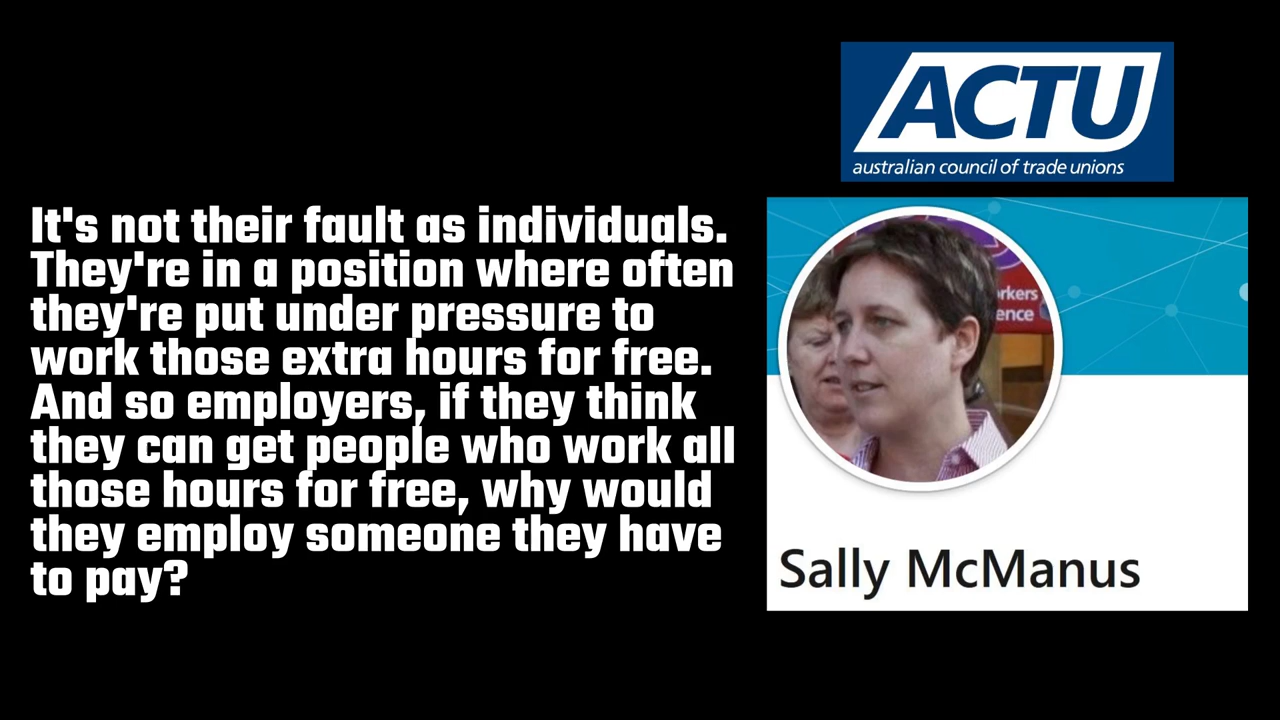 ACTU
australian council of trade unions
It's not their fault as individuals.
They're in a position where often
they're put under pressure to
work those extra hours for free.
And so employers, if they think
they can get people who work all
those hours for free, why would
they employ someone they have
to pay?
orkers
ence
Sally McManus